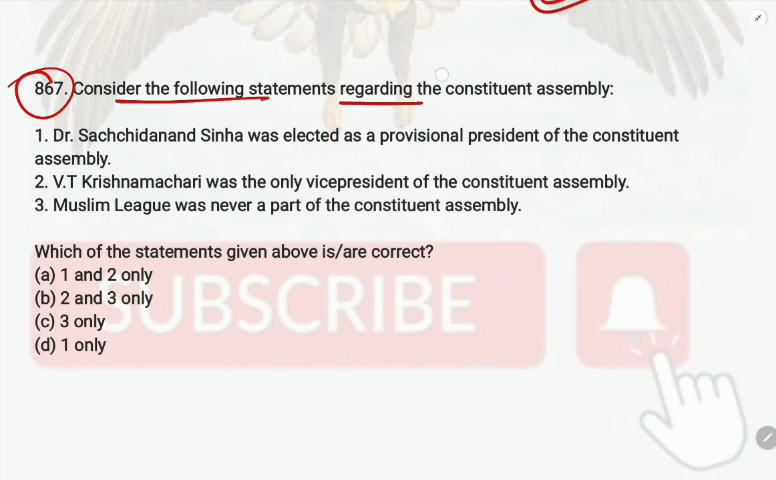 867. Consider the following statements regarding the constituent assembly:
1. Dr. Sachchidanand Sinha was elected as a provisional president of the constituent
assembly.
2. V.T Krishnamachari was the only vicepresident of the constituent assembly.
3. Muslim League was never a part of the constituent assembly.
Which of the statements given above is/are correct?
(a) 1 and 2 only
(b) 2 and 3 only
(c) 3 only
(d) 1 only
SUBSCRIBE